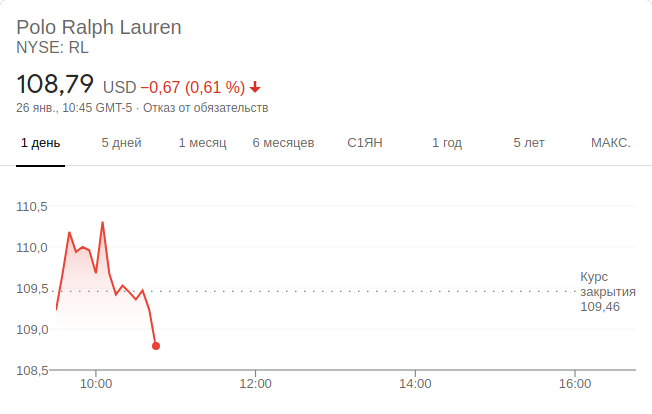 Polo Ralph Lauren
NYSE: RL
108,79 USD −0,67 (0,61 %)
26 янв., 10:45 GMT-5 · Отказ от обязательств
1 день 5 дней 1 месяц 6 месяцев С1ЯН 1 год 5 лет МАКС.
110,5
110,0
109,5
109,0
108,5
Курс
закрытия
109,46
10:00 12:00 14:00 16:00